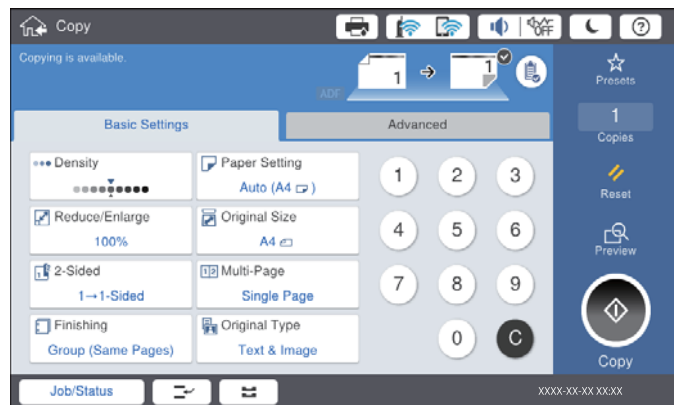 Copy
OFF
?
Copying is available.
ADF
1
1
Presets
Basic Settings
Advanced
1
Copies
Density
Paper Setting
Auto (A4 )
1
2
3
Reset
Reduce/Enlarge
100%
Original Size
A4
4
5
6
Preview
2-Sided
1→1-Sided
Multi-Page
Single Page
7
8
9
Finishing
Group (Same Pages)
Original Type
Text & Image
0
C
Copy
Job/Status
XXXX-XX-XX XX:XX